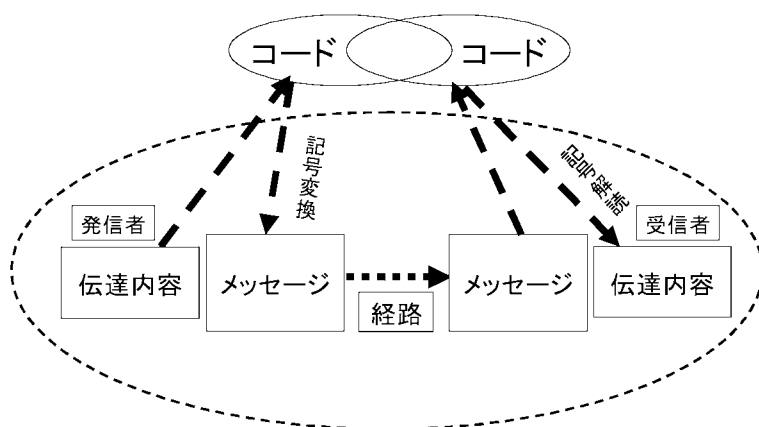 コード
コード
記号変換
記号解読
発信者
受信者
伝達内容
メッセージ
メッセージ
伝達内容
経路